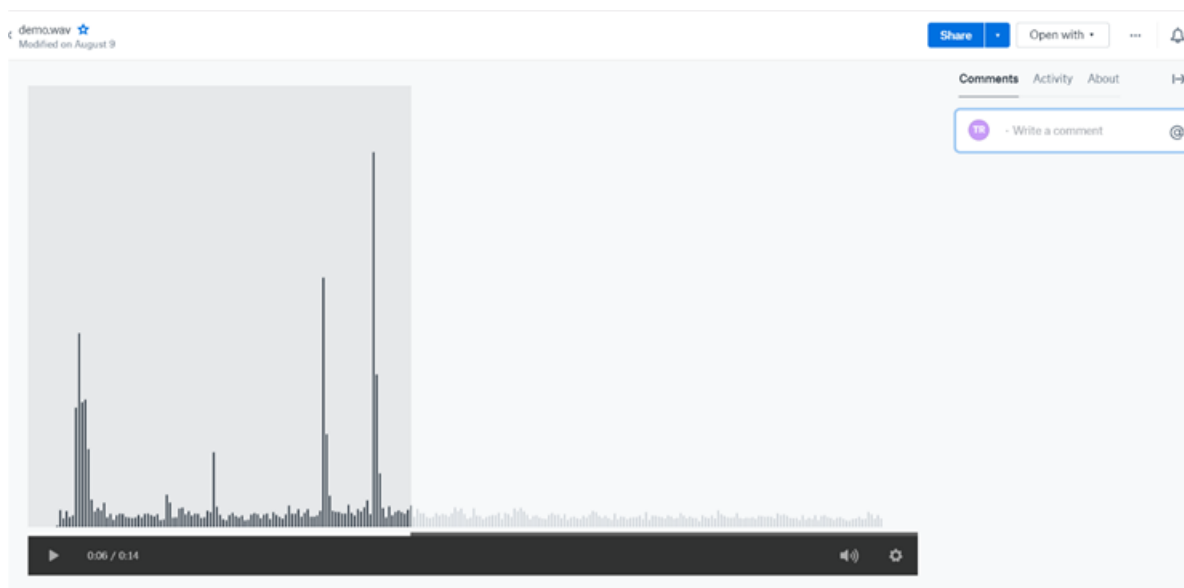 demo.wav
Modified on August 9
Share
Open with
Comments Activity About
TR - Write a comment @
0:06 / 0:14